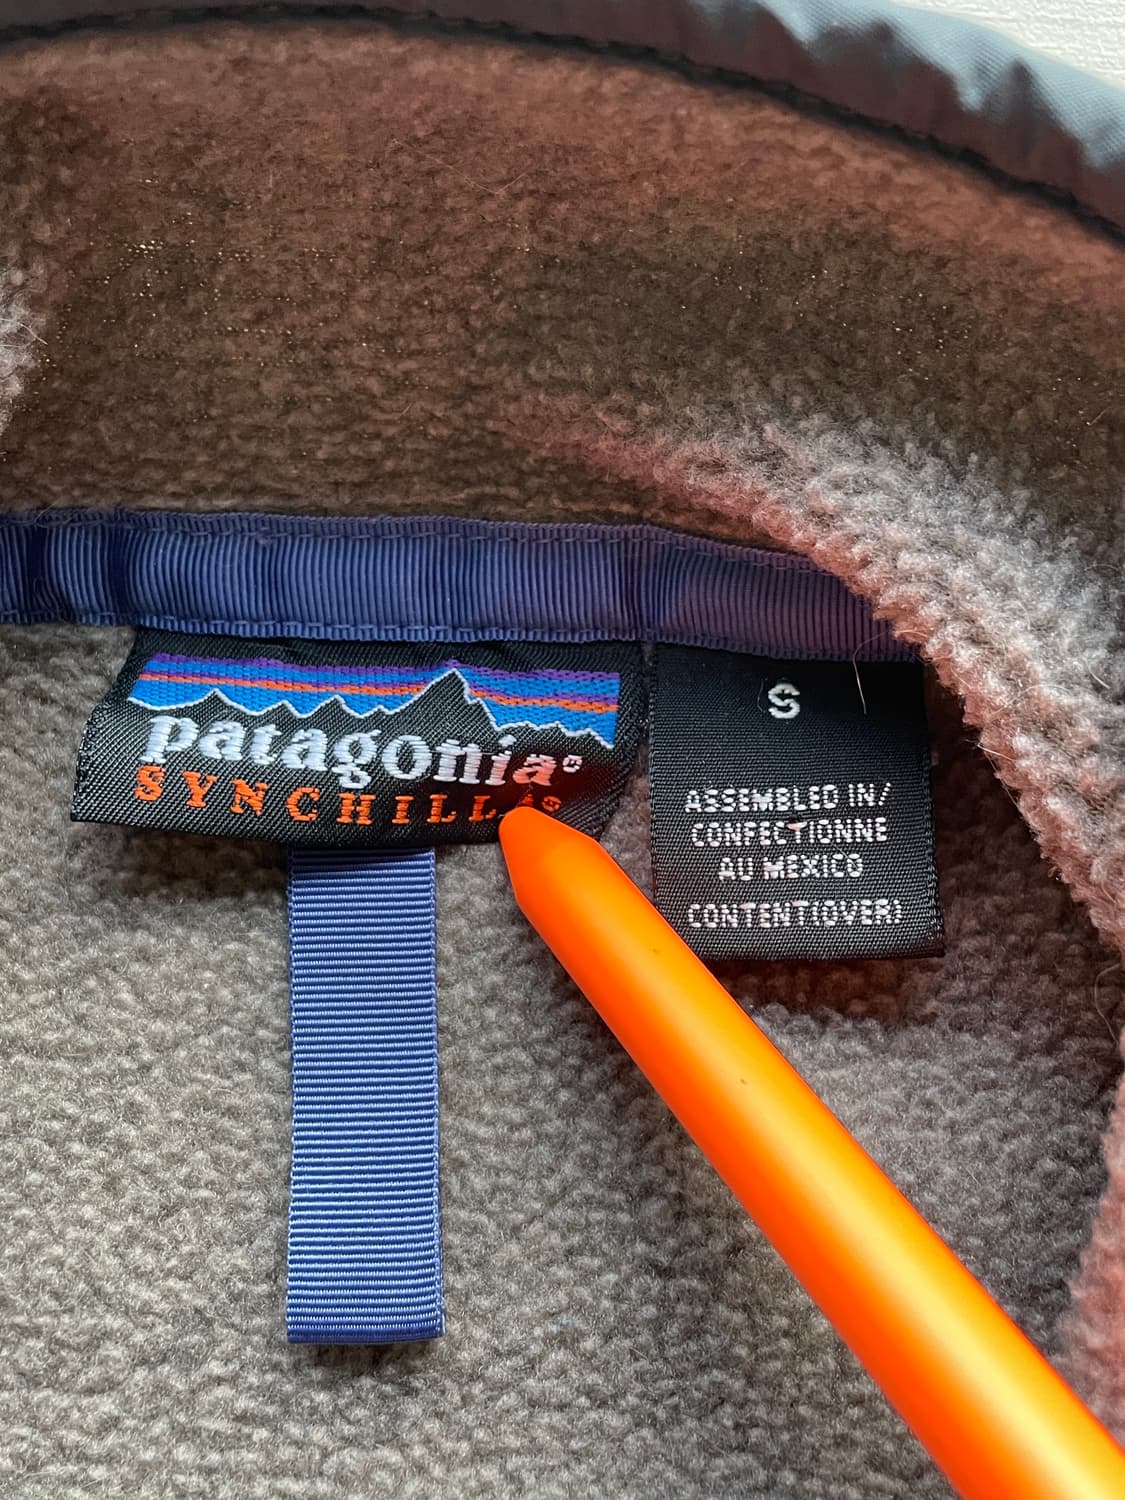 patagonia®
SYNCHILLA®
S
ASSEMBLED IN/
CONFECTIONNE
AU MEXICO
CONTENT(OVER)